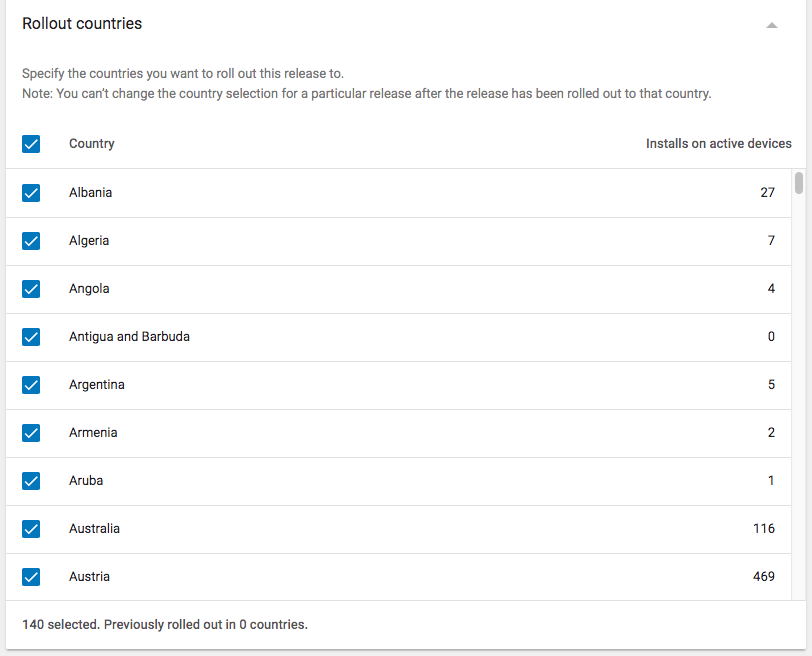 Rollout countries
Specify the countries you want to roll out this release to.
Note: You can't change the country selection for a particular release after the release has been rolled out to that country.
Country Installs on active devices
Albania 27
Algeria 7
Angola 4
Antigua and Barbuda 0
Argentina 5
Armenia 2
Aruba 1
Australia 116
Austria 469
140 selected. Previously rolled out in 0 countries.